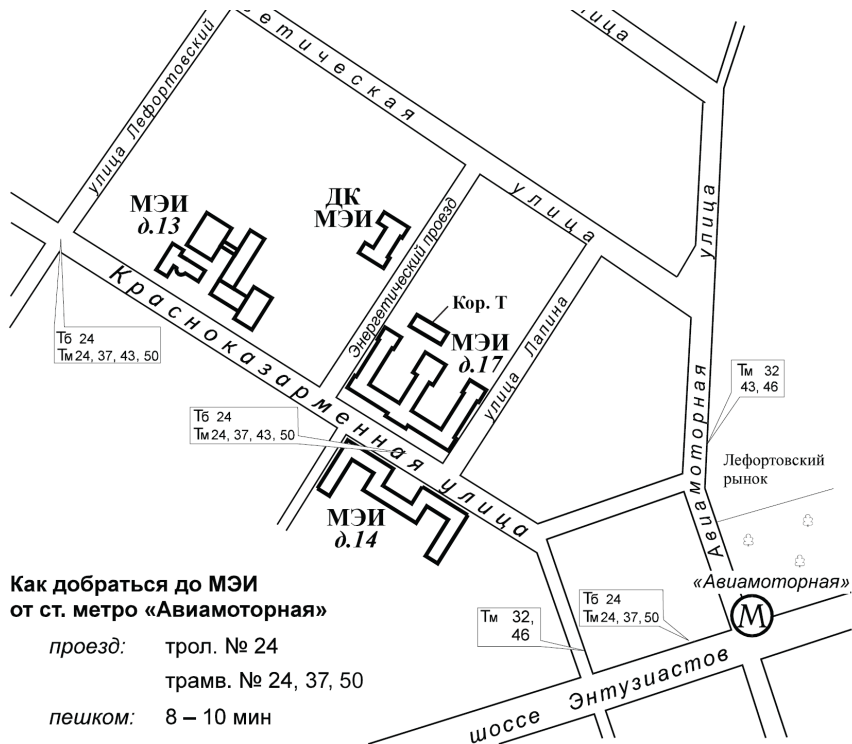 улица
етическая
улица
улица Лефортовский
МЭИ
д.13
ДК
МЭИ
Энергетический проезд
улица
Кор. Т
МЭИ
д.17
улица Лапина
Тб 24
Тм 24, 37, 43, 50
Красноказарменная улица
Тб 24
Тм 24, 37, 43, 50
Тм 32
43, 46
Авиамоторная
Лефортовский
рынок
МЭИ
д.14
«Авиамоторная»
М
Тб 24
Тм 24, 37, 50
Тм 32,
46
шоссе Энтузиастов
Как добраться до МЭИ
от ст. метро «Авиамоторная»
проезд: трол. № 24
трамв. № 24, 37, 50
пешком: 8 – 10 мин
улица